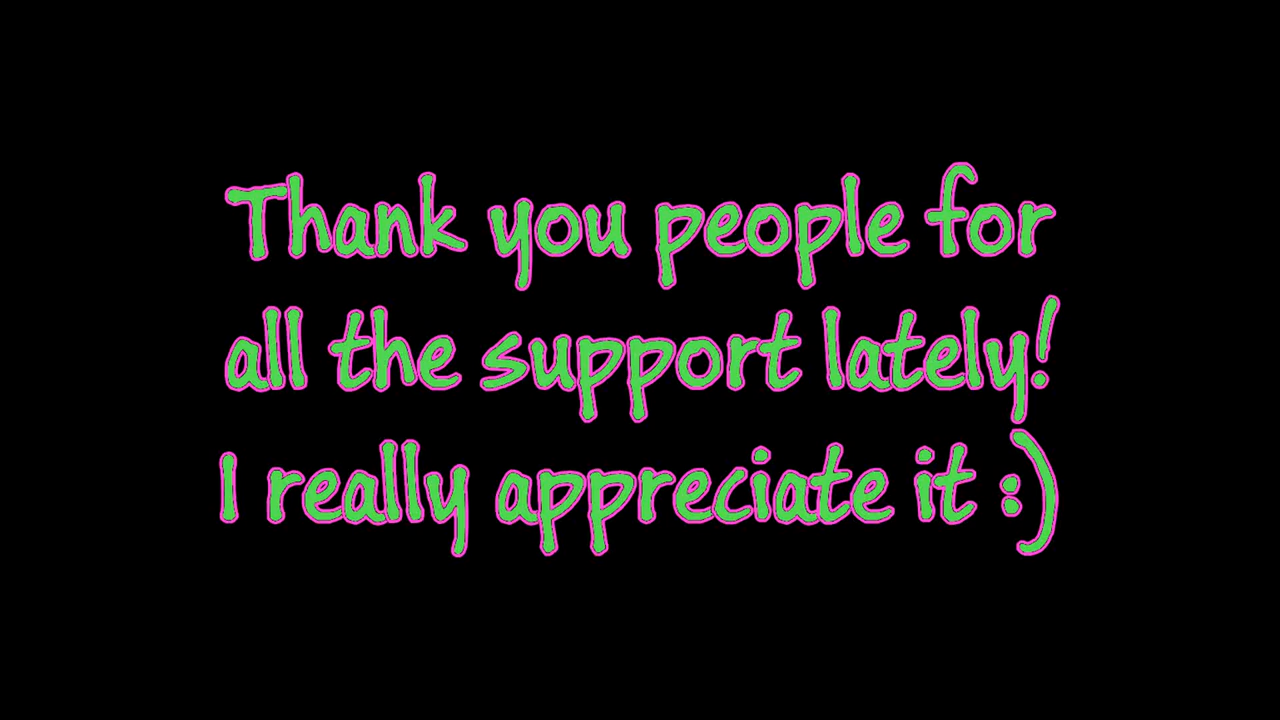 Thank you people for
all the support lately!
I really appreciate it :)